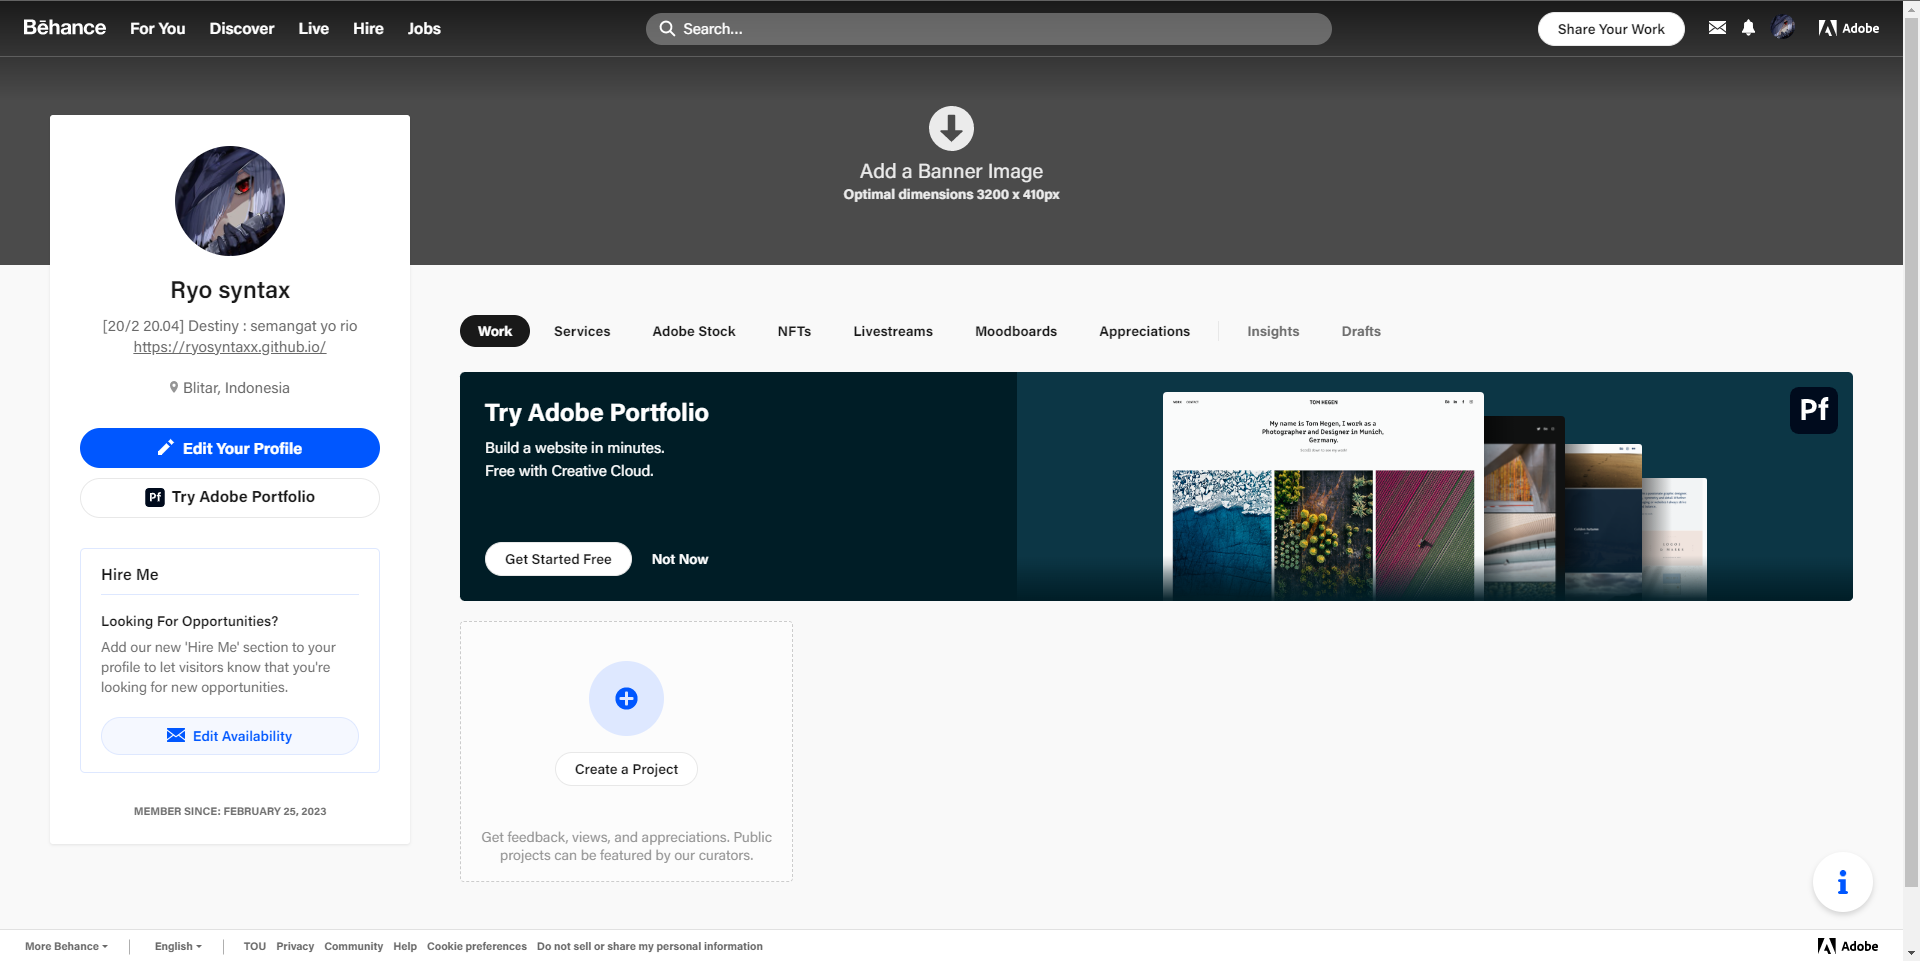 Bēhance For You Discover Live Hire Jobs Search... Share Your Work Adobe
Add a Banner Image
Optimal dimensions 3200 x 410px
Ryo syntax
[20/2 20.04] Destiny : semangat yo rio
https://ryosyntaxx.github.io/
Blitar, Indonesia
Edit Your Profile
Pf Try Adobe Portfolio
Hire Me
Looking For Opportunities?
Add our new 'Hire Me' section to your
profile to let visitors know that you're
looking for new opportunities.
Edit Availability
MEMBER SINCE: FEBRUARY 25, 2023
Work Services Adobe Stock NFTs Livestreams Moodboards Appreciations Insights Drafts
Try Adobe Portfolio
Build a website in minutes.
Free with Creative Cloud.
Get Started Free Not Now
TOM HEGEN
My name is Tom Hegen, I work as a
Photographer and Designer in Munich,
Germany.
Pf
Create a Project
Get feedback, views, and appreciations. Public
projects can be featured by our curators.
More Behance English TOU Privacy Community Help Cookie preferences Do not sell or share my personal information Adobe